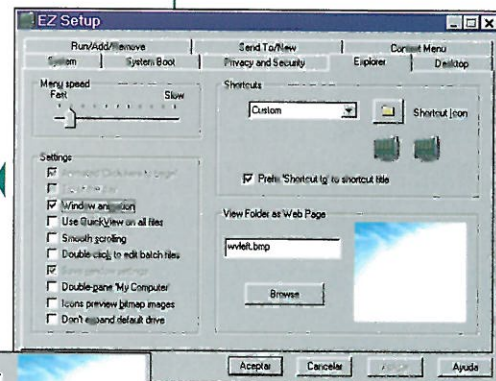 EZ Setup
Run/Add/Remove Send To/New Context Menu
System System Boot Privacy and Security Explorer Desktop
Menu speed
Fast Slow
Shortcuts
Custom
Shortcut Icon
Prefix 'Shortcut to' to shortcut title
Settings
Window animation
Use QuickView on all files
Smooth scrolling
Double-click to edit batch files
Save window settings
Double-pane 'My Computer'
Icons preview bitmap images
Don't expand default drive
View Folder as Web Page
wvleft.bmp
Browse
Aceptar Cancelar Ayuda